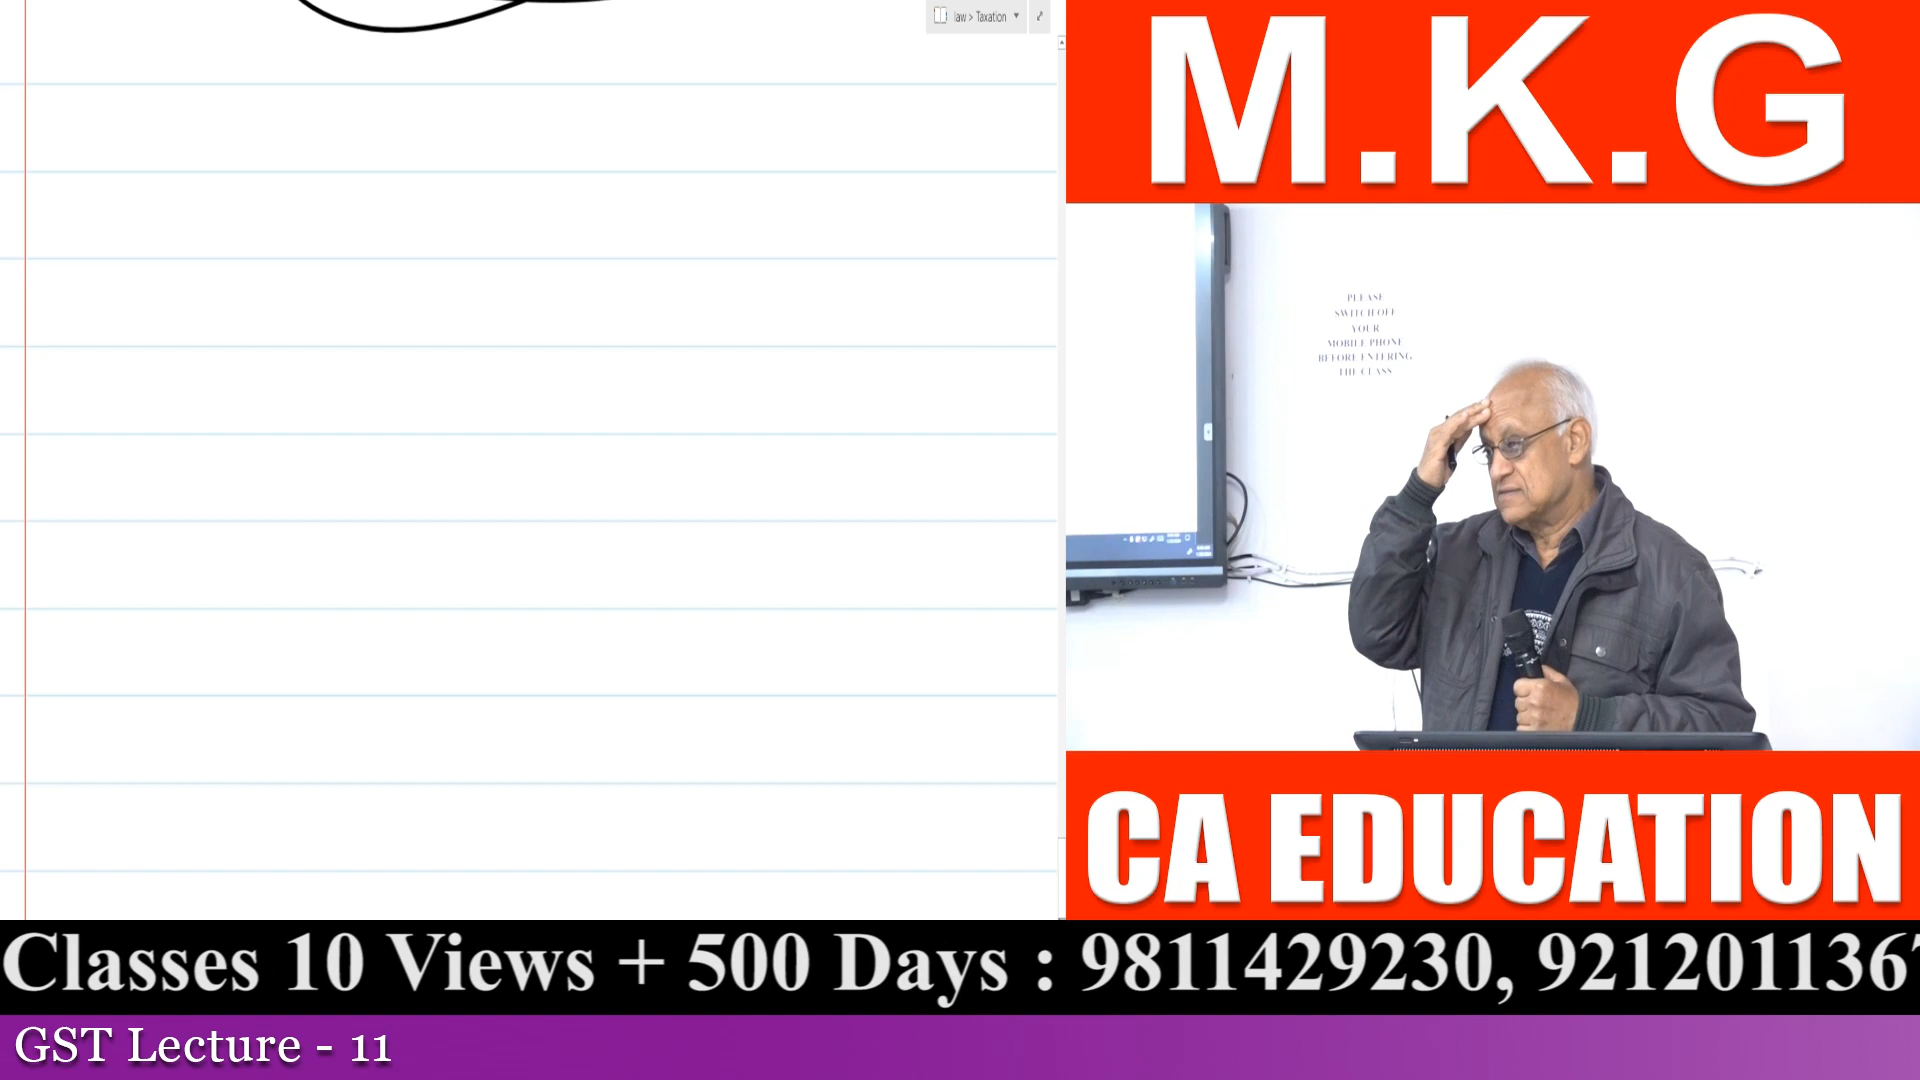 law > Taxation
M.K.G
PLEASE
SWITCH OFF
YOUR
MOBILE PHONE
BEFORE ENTERING
THE CLASS
CA EDUCATION
Classes 10 Views + 500 Days : 9811429230, 9212011367
GST Lecture - 11